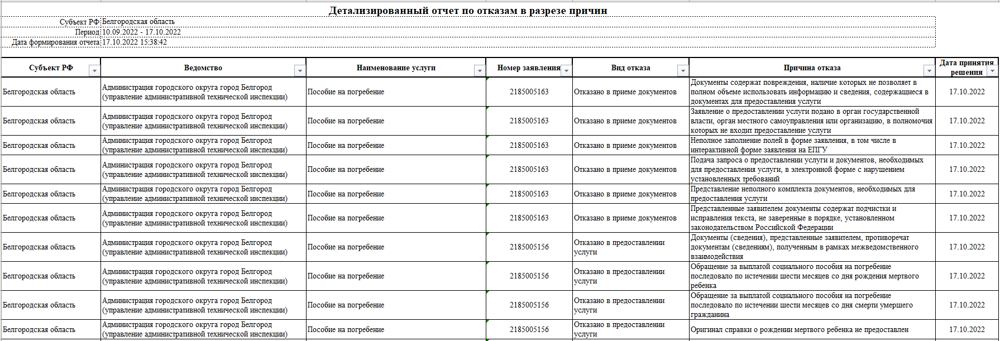 Детализированный отчет по отказам в разрезе причин
Субъект РФ Белгородская область
Период 10.09.2022 - 17.10.2022
Дата формирования отчета 17.10.2022 15:38:42
Субъект РФ
Ведомство
Наименование услуги
Номер заявления
Вид отказа
Причина отказа
Дата принятия
решения
Белгородская область
Администрация городского округа город Белгород
(управление административной технической инспекции)
Пособие на погребение
2185005163
Отказано в приеме документов
Документы содержат повреждения, наличие которых не позволяет в
полном объеме использовать информацию и сведения, содержащиеся в
документах для предоставления услуги
17.10.2022
Белгородская область
Администрация городского округа город Белгород
(управление административной технической инспекции)
Пособие на погребение
2185005163
Отказано в приеме документов
Заявление о предоставлении услуги подано в орган государственной
власти, орган местного самоуправления или организацию, в полномочия
которых не входит предоставление услуги
17.10.2022
Белгородская область
Администрация городского округа город Белгород
(управление административной технической инспекции)
Пособие на погребение
2185005163
Отказано в приеме документов
Неполное заполнение полей в форме заявления, в том числе в
интерактивной форме заявления на ЕПГУ
17.10.2022
Белгородская область
Администрация городского округа город Белгород
(управление административной технической инспекции)
Пособие на погребение
2185005163
Отказано в приеме документов
Подача запроса о предоставлении услуги и документов, необходимых
для предоставления услуги, в электронной форме с нарушением
установленных требований
17.10.2022
Белгородская область
Администрация городского округа город Белгород
(управление административной технической инспекции)
Пособие на погребение
2185005163
Отказано в приеме документов
Представление неполного комплекта документов, необходимых для
предоставления услуги
17.10.2022
Белгородская область
Администрация городского округа город Белгород
(управление административной технической инспекции)
Пособие на погребение
2185005163
Отказано в приеме документов
Представленные заявителем документы содержат подчистки и
исправления текста, не заверенные в порядке, установленном
законодательством Российской Федерации
17.10.2022
Белгородская область
Администрация городского округа город Белгород
(управление административной технической инспекции)
Пособие на погребение
2185005156
Отказано в предоставлении
услуги
Документы (сведения), представленные заявителем, противоречат
документам (сведениям), полученным в рамках межведомственного
взаимодействия
17.10.2022
Белгородская область
Администрация городского округа город Белгород
(управление административной технической инспекции)
Пособие на погребение
2185005156
Отказано в предоставлении
услуги
Обращение за выплатой социального пособия на погребение
последовало по истечении шести месяцев со дня рождения мертвого
ребенка
17.10.2022
Белгородская область
Администрация городского округа город Белгород
(управление административной технической инспекции)
Пособие на погребение
2185005156
Отказано в предоставлении
услуги
Обращение за выплатой социального пособия на погребение
последовало по истечении шести месяцев со дня смерти умершего
гражданина
17.10.2022
Белгородская область
Администрация городского округа город Белгород
(управление административной технической инспекции)
Пособие на погребение
2185005156
Отказано в предоставлении
услуги
Оригинал справки о рождении мертвого ребенка не предоставлен
17.10.2022